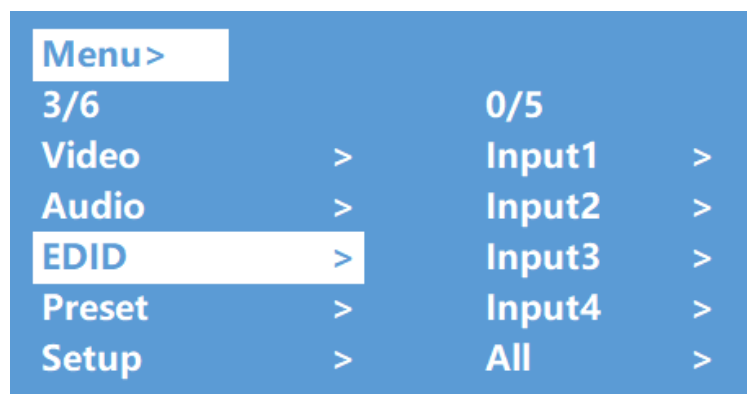 Menu>
3/6 0/5
Video > Input1 >
Audio > Input2 >
EDID > Input3 >
Preset > Input4 >
Setup > All >